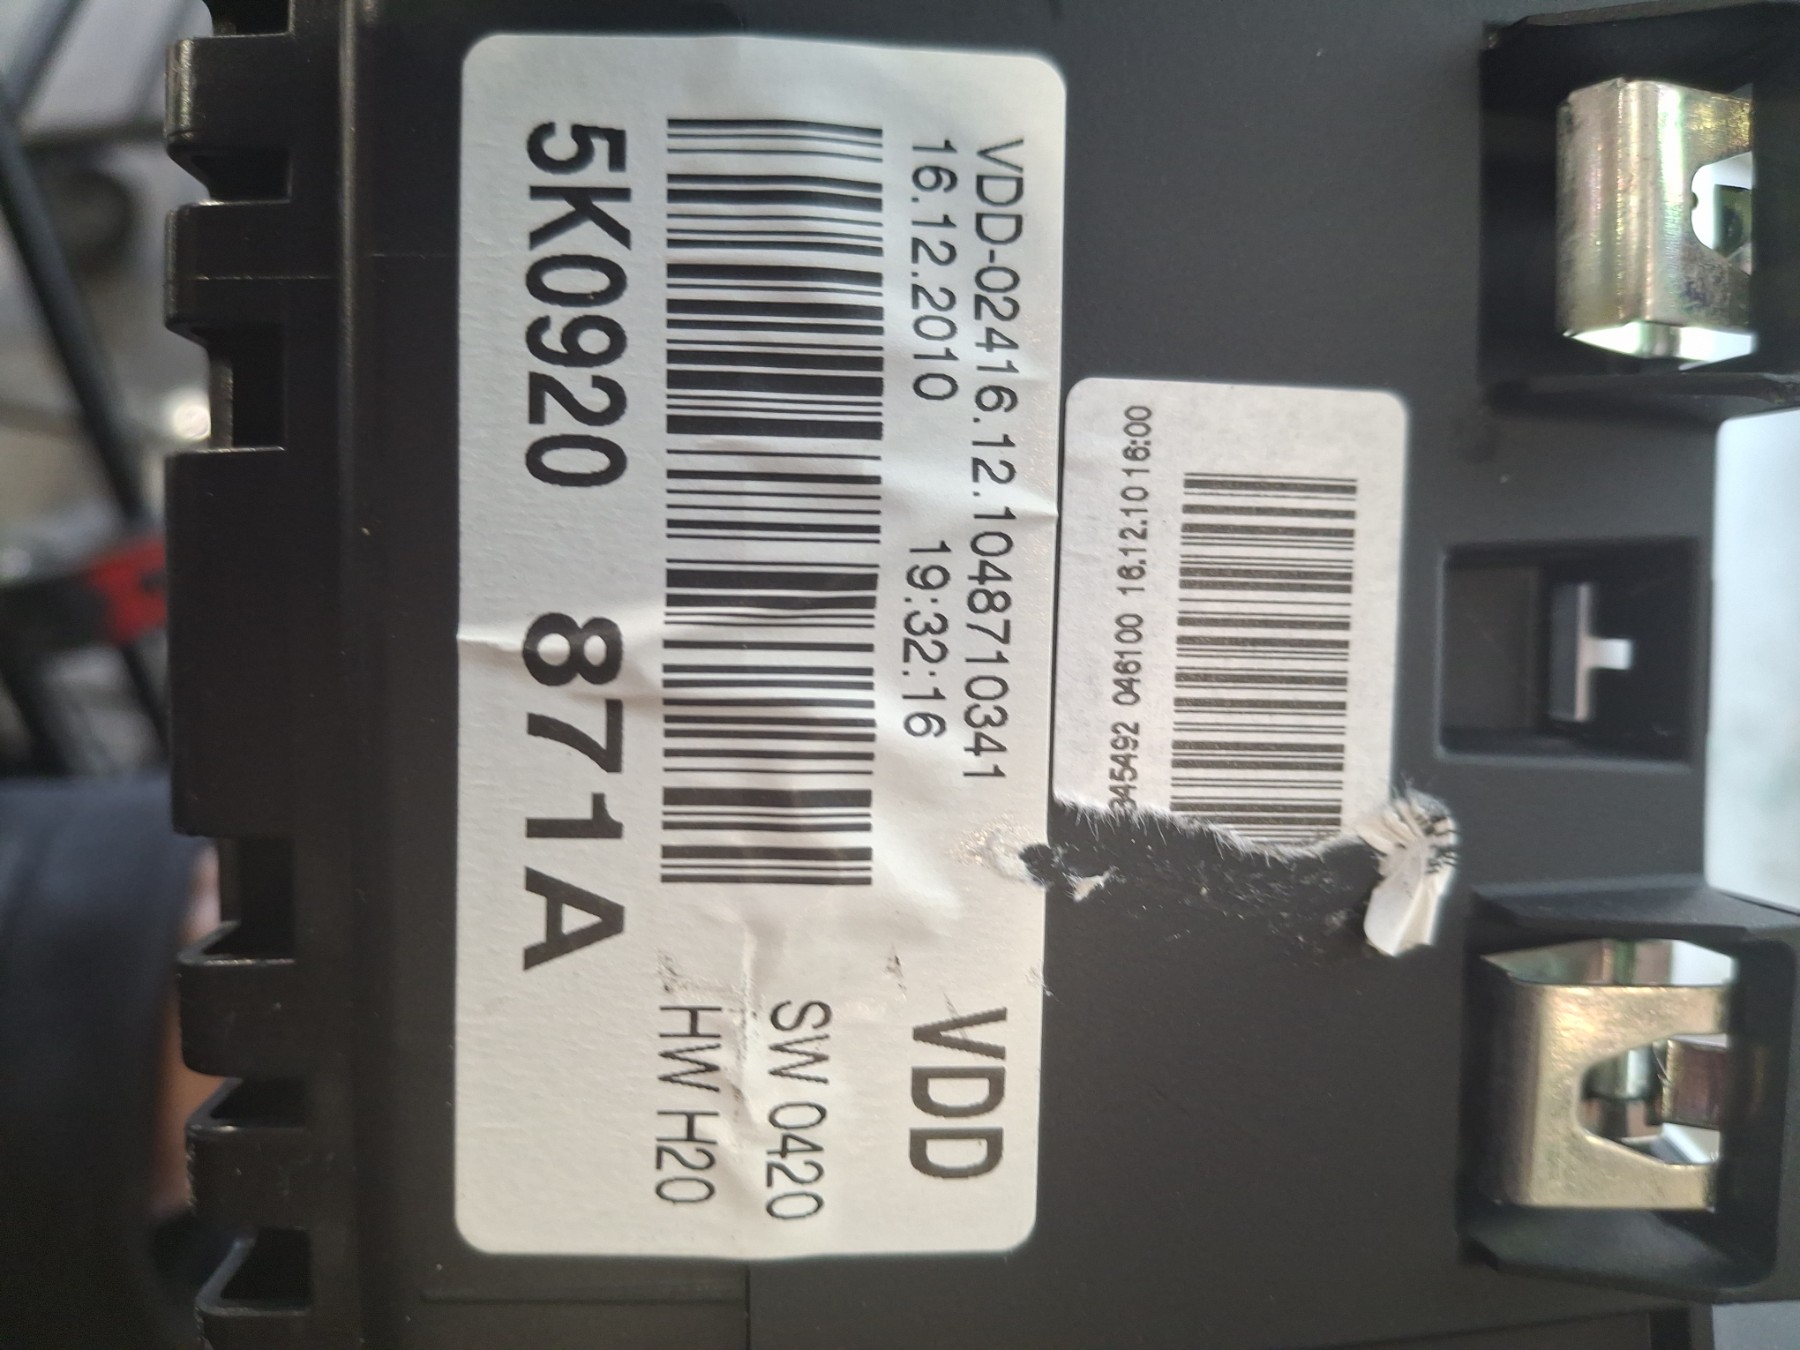 VDD-02416.12.1048710341
16.12.2010 19:32:16
VDD
SW 0420
HW H20
5K0920 871A
345492 046100 16.12.10 16:00